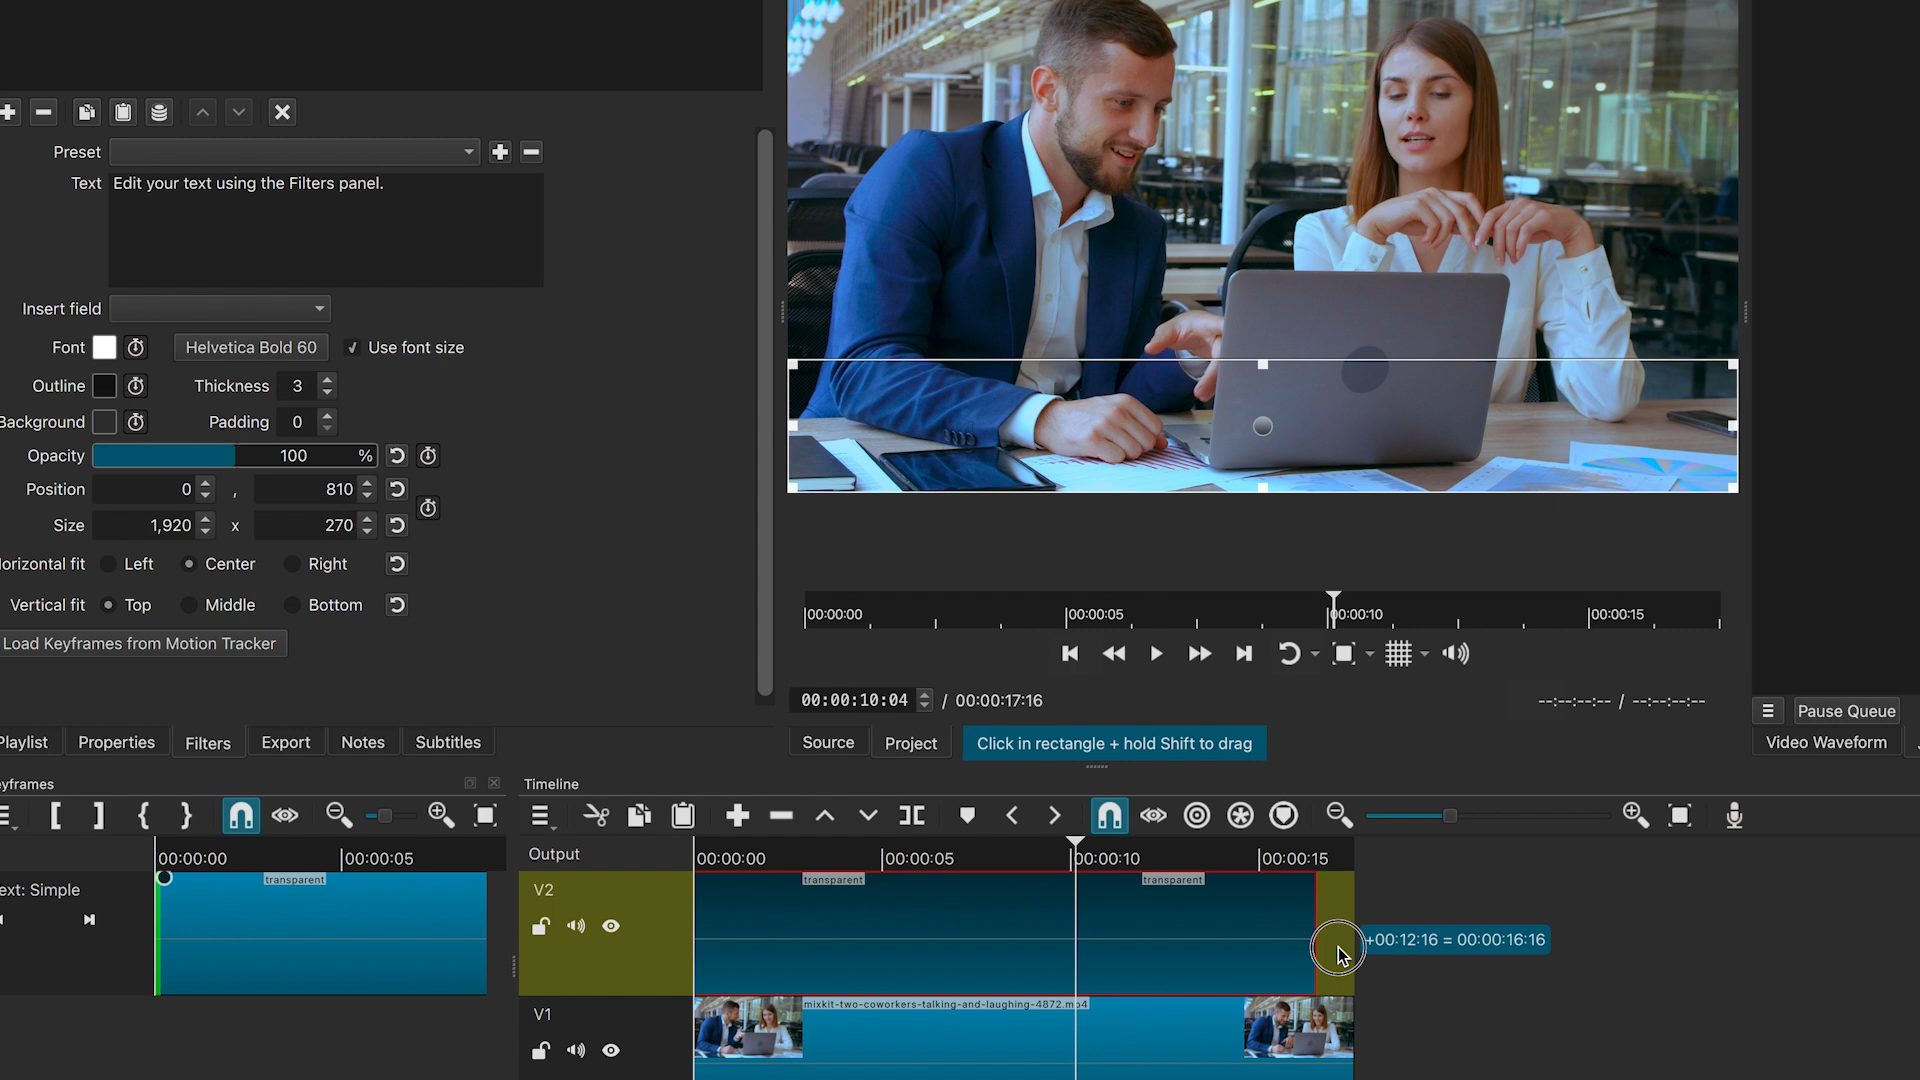 Preset
Text Edit your text using the Filters panel.
Insert field
Font Helvetica Bold 60 Use font size
Outline Thickness 3
Background Padding 0
Opacity 100 %
Position 0 , 810
Size 1,920 x 270
orizontal fit Left Center Right
Vertical fit Top Middle Bottom
Load Keyframes from Motion Tracker
00:00:00 00:00:05 00:00:10 00:00:15
00:00:10:04 / 00:00:17:16 --:--:--:-- / --:--:--:--
Pause Queue
Playlist Properties Filters Export Notes Subtitles
Source Project Click in rectangle + hold Shift to drag
Video Waveform
eyframes
Timeline
00:00:00 00:00:05
Output 00:00:00 00:00:05 00:00:10 00:00:15
ext: Simple
transparent
V2
transparent transparent
+00:12:16 = 00:00:16:16
V1
mixkit-two-coworkers-talking-and-laughing-4872.mp4